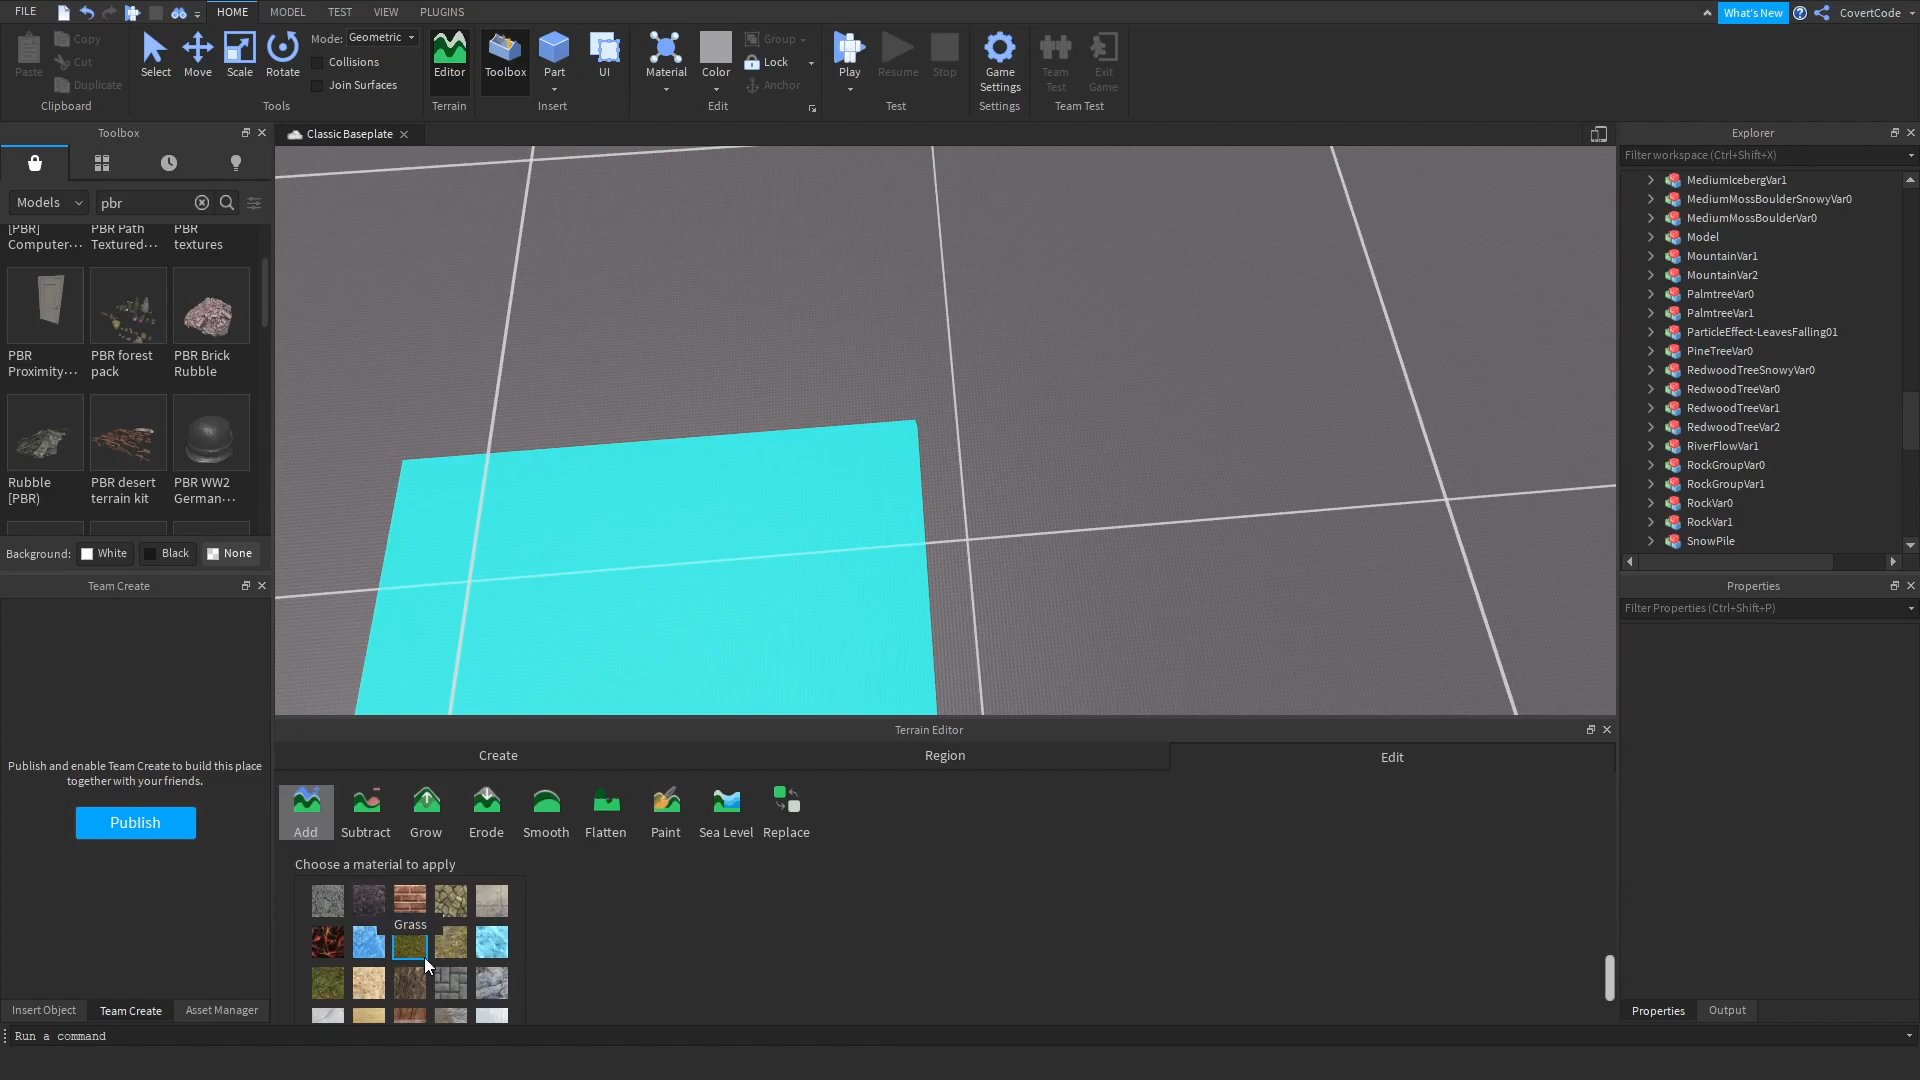 FILE
HOME
MODEL
TEST
VIEW
PLUGINS
What's New
CovertCode
Paste
Copy
Cut
Duplicate
Clipboard
Select
Move
Scale
Rotate
Mode: Geometric
Collisions
Join Surfaces
Tools
Editor
Terrain
Toolbox
Part
UI
Insert
Material
Color
Group
Lock
Anchor
Edit
Play
Resume
Stop
Test
Game
Settings
Settings
Team
Test
Exit
Game
Team Test
Toolbox
Models
pbr
[PBR]
Computer...
PBR Path
Textured...
PBR
textures
PBR
Proximity...
PBR forest
pack
PBR Brick
Rubble
Rubble
[PBR)
PBR desert
terrain kit
PBR WW2
German...
Background:
White
Black
None
Team Create
Publish and enable Team Create to build this place
together with your friends.
Publish
Insert Object
Team Create
Asset Manager
Run a command
Classic Baseplate
Terrain Editor
Create
Region
Edit
Add
Subtract
Grow
Erode
Smooth
Flatten
Paint
Sea Level
Replace
Choose a material to apply
Grass
Explorer
Filter workspace (Ctrl+Shift+X)
MediumIcebergVar1
MediumMossBoulderSnowyVar0
MediumMossBoulderVar0
Model
MountainVar1
MountainVar2
PalmtreeVar0
PalmtreeVar1
ParticleEffect-LeavesFalling01
PineTreeVar0
RedwoodTreeSnowyVar0
RedwoodTreeVar0
RedwoodTreeVar1
RedwoodTreeVar2
RiverFlowVar1
RockGroupVar0
RockGroupVar1
RockVar0
RockVar1
SnowPile
Properties
Filter Properties (Ctrl+Shift+P)
Properties
Output